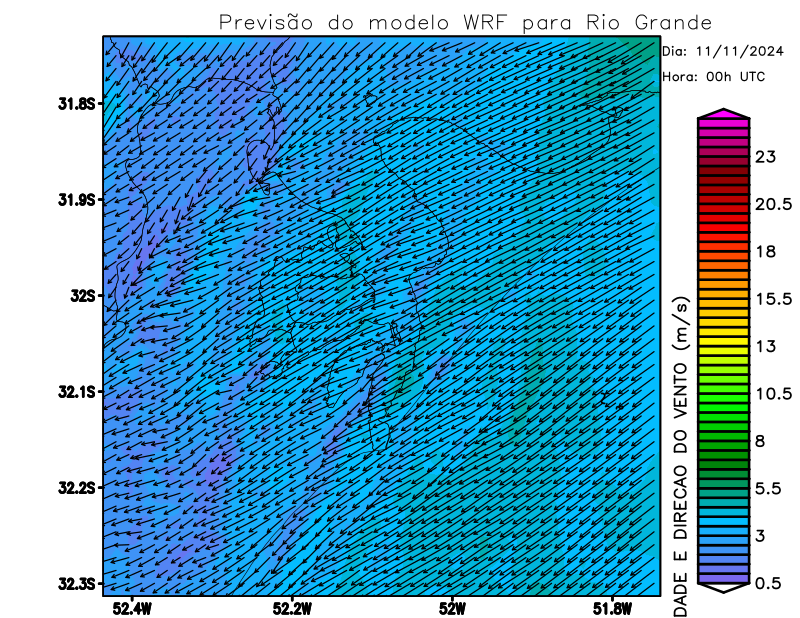 Previsão do modelo WRF para Rio Grande
Dia: 11/11/2024
Hora: 00h UTC
31.8S
31.9S
32S
32.1S
32.2S
32.3S
52.4W
52.2W
52W
51.8W
23
20.5
18
15.5
13
10.5
8
5.5
3
0.5
DADE E DIRECAO DO VENTO (m/s)